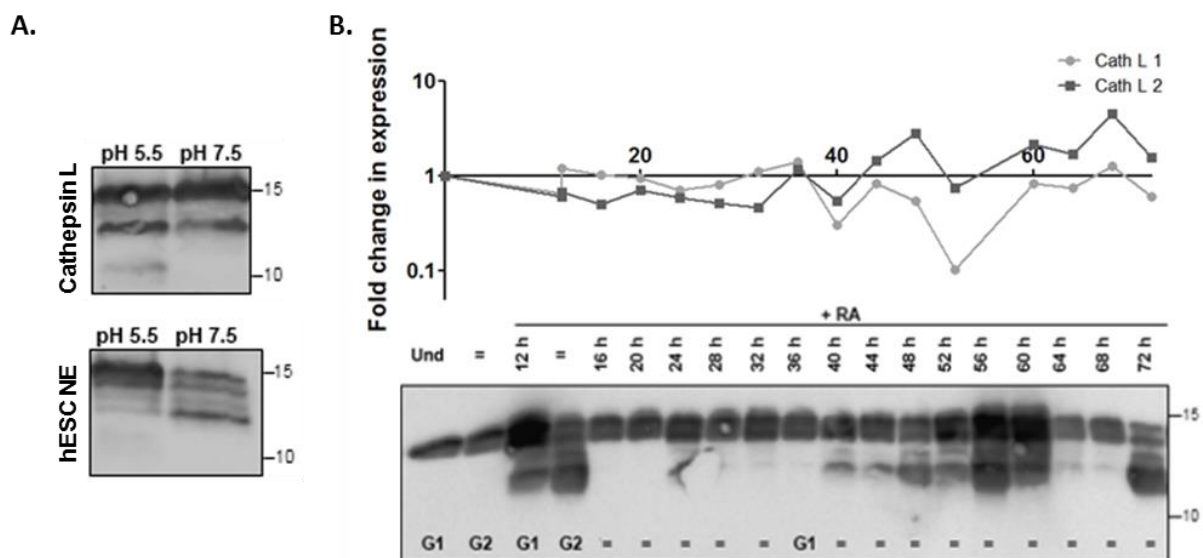 A.
B.
pH 5.5 pH 7.5
Cathepsin L
15
10
pH 5.5 pH 7.5
hESC NE
15
10
Cath L 1
Cath L 2
Fold change in expression
10
1
0.1
20 40 60
+ RA
Und = 12 h = 16 h 20 h 24 h 28 h 32 h 36 h 40 h 44 h 48 h 52 h 56 h 60 h 64 h 68 h 72 h
15
10
G1 G2 G1 G2 = = = = = G1 = = = = = = = = =